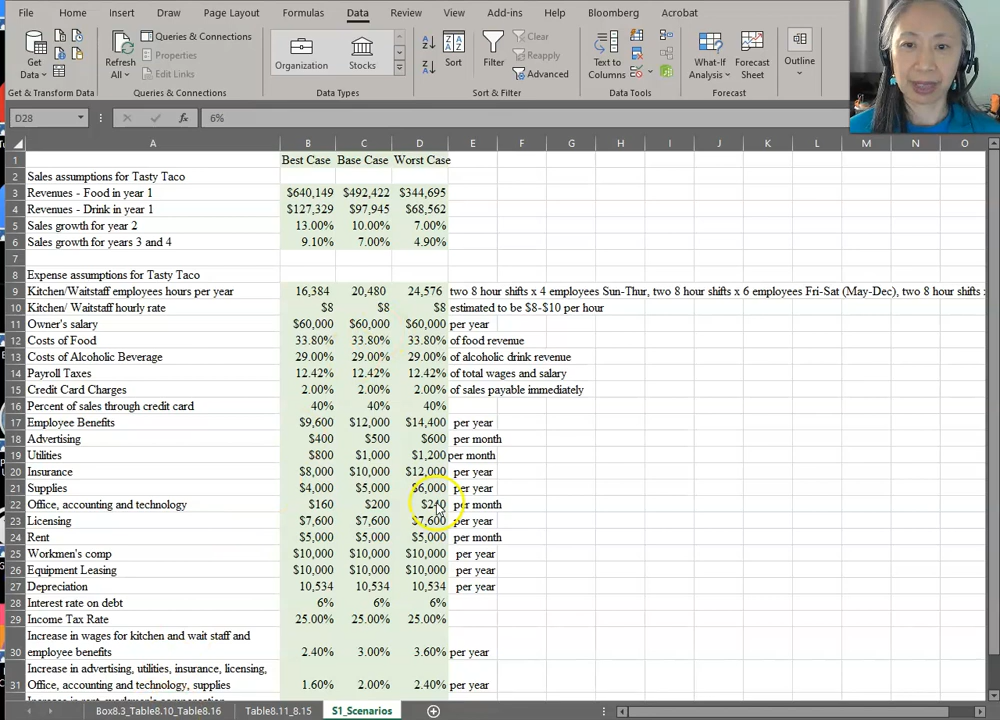 File Home Insert Draw Page Layout Formulas Data Review View Add-ins Help Bloomberg Acrobat
Get Data Refresh All Queries & Connections Properties Edit Links Organization Stocks Sort Filter Clear Reapply Advanced Text to Columns What-If Analysis Forecast Sheet Outline
Get & Transform Data Queries & Connections Data Types Sort & Filter Data Tools Forecast
D28 fx 6%
A B C D E F G H I J K L M N O
1 Best Case Base Case Worst Case
2 Sales assumptions for Tasty Taco
3 Revenues - Food in year 1 $640,149 $492,422 $344,695
4 Revenues - Drink in year 1 $127,329 $97,945 $68,562
5 Sales growth for year 2 13.00% 10.00% 7.00%
6 Sales growth for years 3 and 4 9.10% 7.00% 4.90%
7
8 Expense assumptions for Tasty Taco
9 Kitchen/Waitstaff employees hours per year 16,384 20,480 24,576 two 8 hour shifts x 4 employees Sun-Thur, two 8 hour shifts x 6 employees Fri-Sat (May-Dec), two 8 hour shifts
10 Kitchen/ Waitstaff hourly rate $8 $8 $8 estimated to be $8-$10 per hour
11 Owner's salary $60,000 $60,000 $60,000 per year
12 Costs of Food 33.80% 33.80% 33.80% of food revenue
13 Costs of Alcoholic Beverage 29.00% 29.00% 29.00% of alcoholic drink revenue
14 Payroll Taxes 12.42% 12.42% 12.42% of total wages and salary
15 Credit Card Charges 2.00% 2.00% 2.00% of sales payable immediately
16 Percent of sales through credit card 40% 40% 40%
17 Employee Benefits $9,600 $12,000 $14,400 per year
18 Advertising $400 $500 $600 per month
19 Utilities $800 $1,000 $1,200 per month
20 Insurance $8,000 $10,000 $12,000 per year
21 Supplies $4,000 $5,000 $6,000 per year
22 Office, accounting and technology $160 $200 $240 per month
23 Licensing $7,600 $7,600 $7,600 per year
24 Rent $5,000 $5,000 $5,000 per month
25 Workmen's comp $10,000 $10,000 $10,000 per year
26 Equipment Leasing $10,000 $10,000 $10,000 per year
27 Depreciation 10,534 10,534 10,534 per year
28 Interest rate on debt 6% 6% 6%
29 Income Tax Rate 25.00% 25.00% 25.00%
Increase in wages for kitchen and wait staff and
30 employee benefits 2.40% 3.00% 3.60% per year
Increase in advertising, utilities, insurance, licensing,
31 Office, accounting and technology, supplies 1.60% 2.00% 2.40% per year
Box8.3_Table8.10_Table8.16 Table8.11_8.15 S1_Scenarios